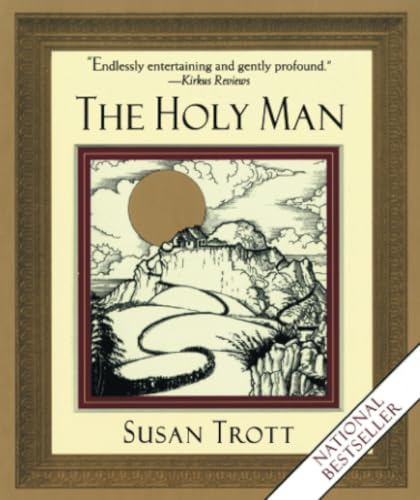 "Endlessly entertaining and gently profound."
—Kirkus Reviews
THE HOLY MAN
SUSAN TROTT
NATIONAL
BESTSELLER